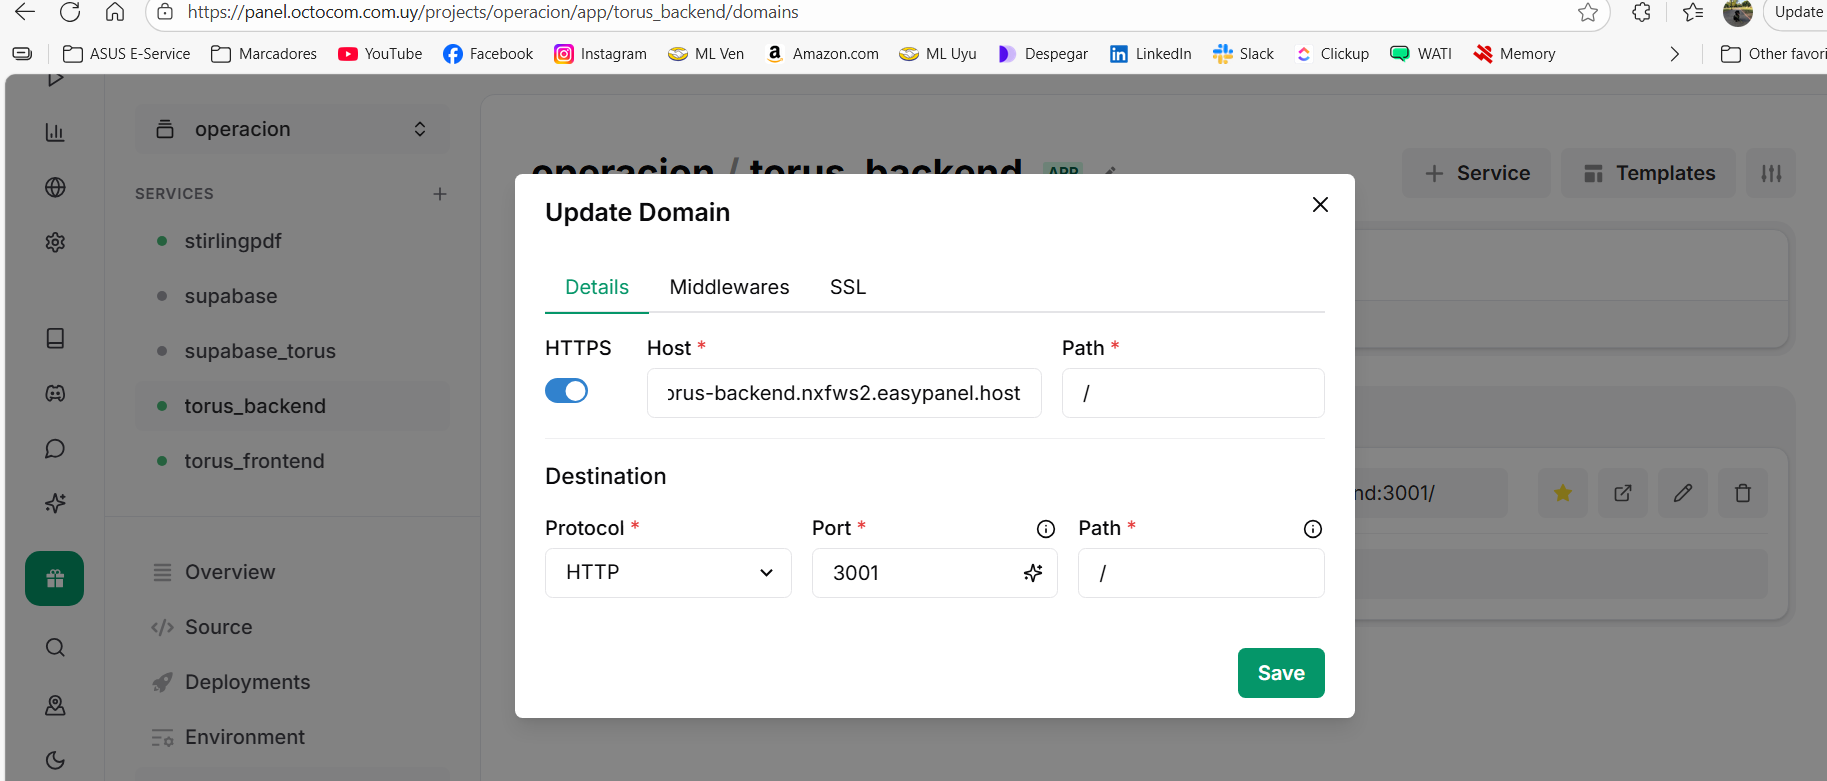 https://panel.octocom.com.uy/projects/operacion/app/torus_backend/domains
Update
ASUS E-Service
Marcadores
YouTube
Facebook
Instagram
ML Ven
Amazon.com
ML Uyu
Despegar
LinkedIn
Slack
Clickup
WATI
Memory
Other favori
operacion
SERVICES
stirlingpdf
supabase
supabase_torus
torus_backend
torus_frontend
Overview
Source
Deployments
Environment
operacion / torus_backend APP
Service
Templates
nd:3001/
Update Domain
Details Middlewares SSL
HTTPS Host * Path *
orus-backend.nxfws2.easypanel.host /
Destination
Protocol * Port * Path *
HTTP 3001 /
Save